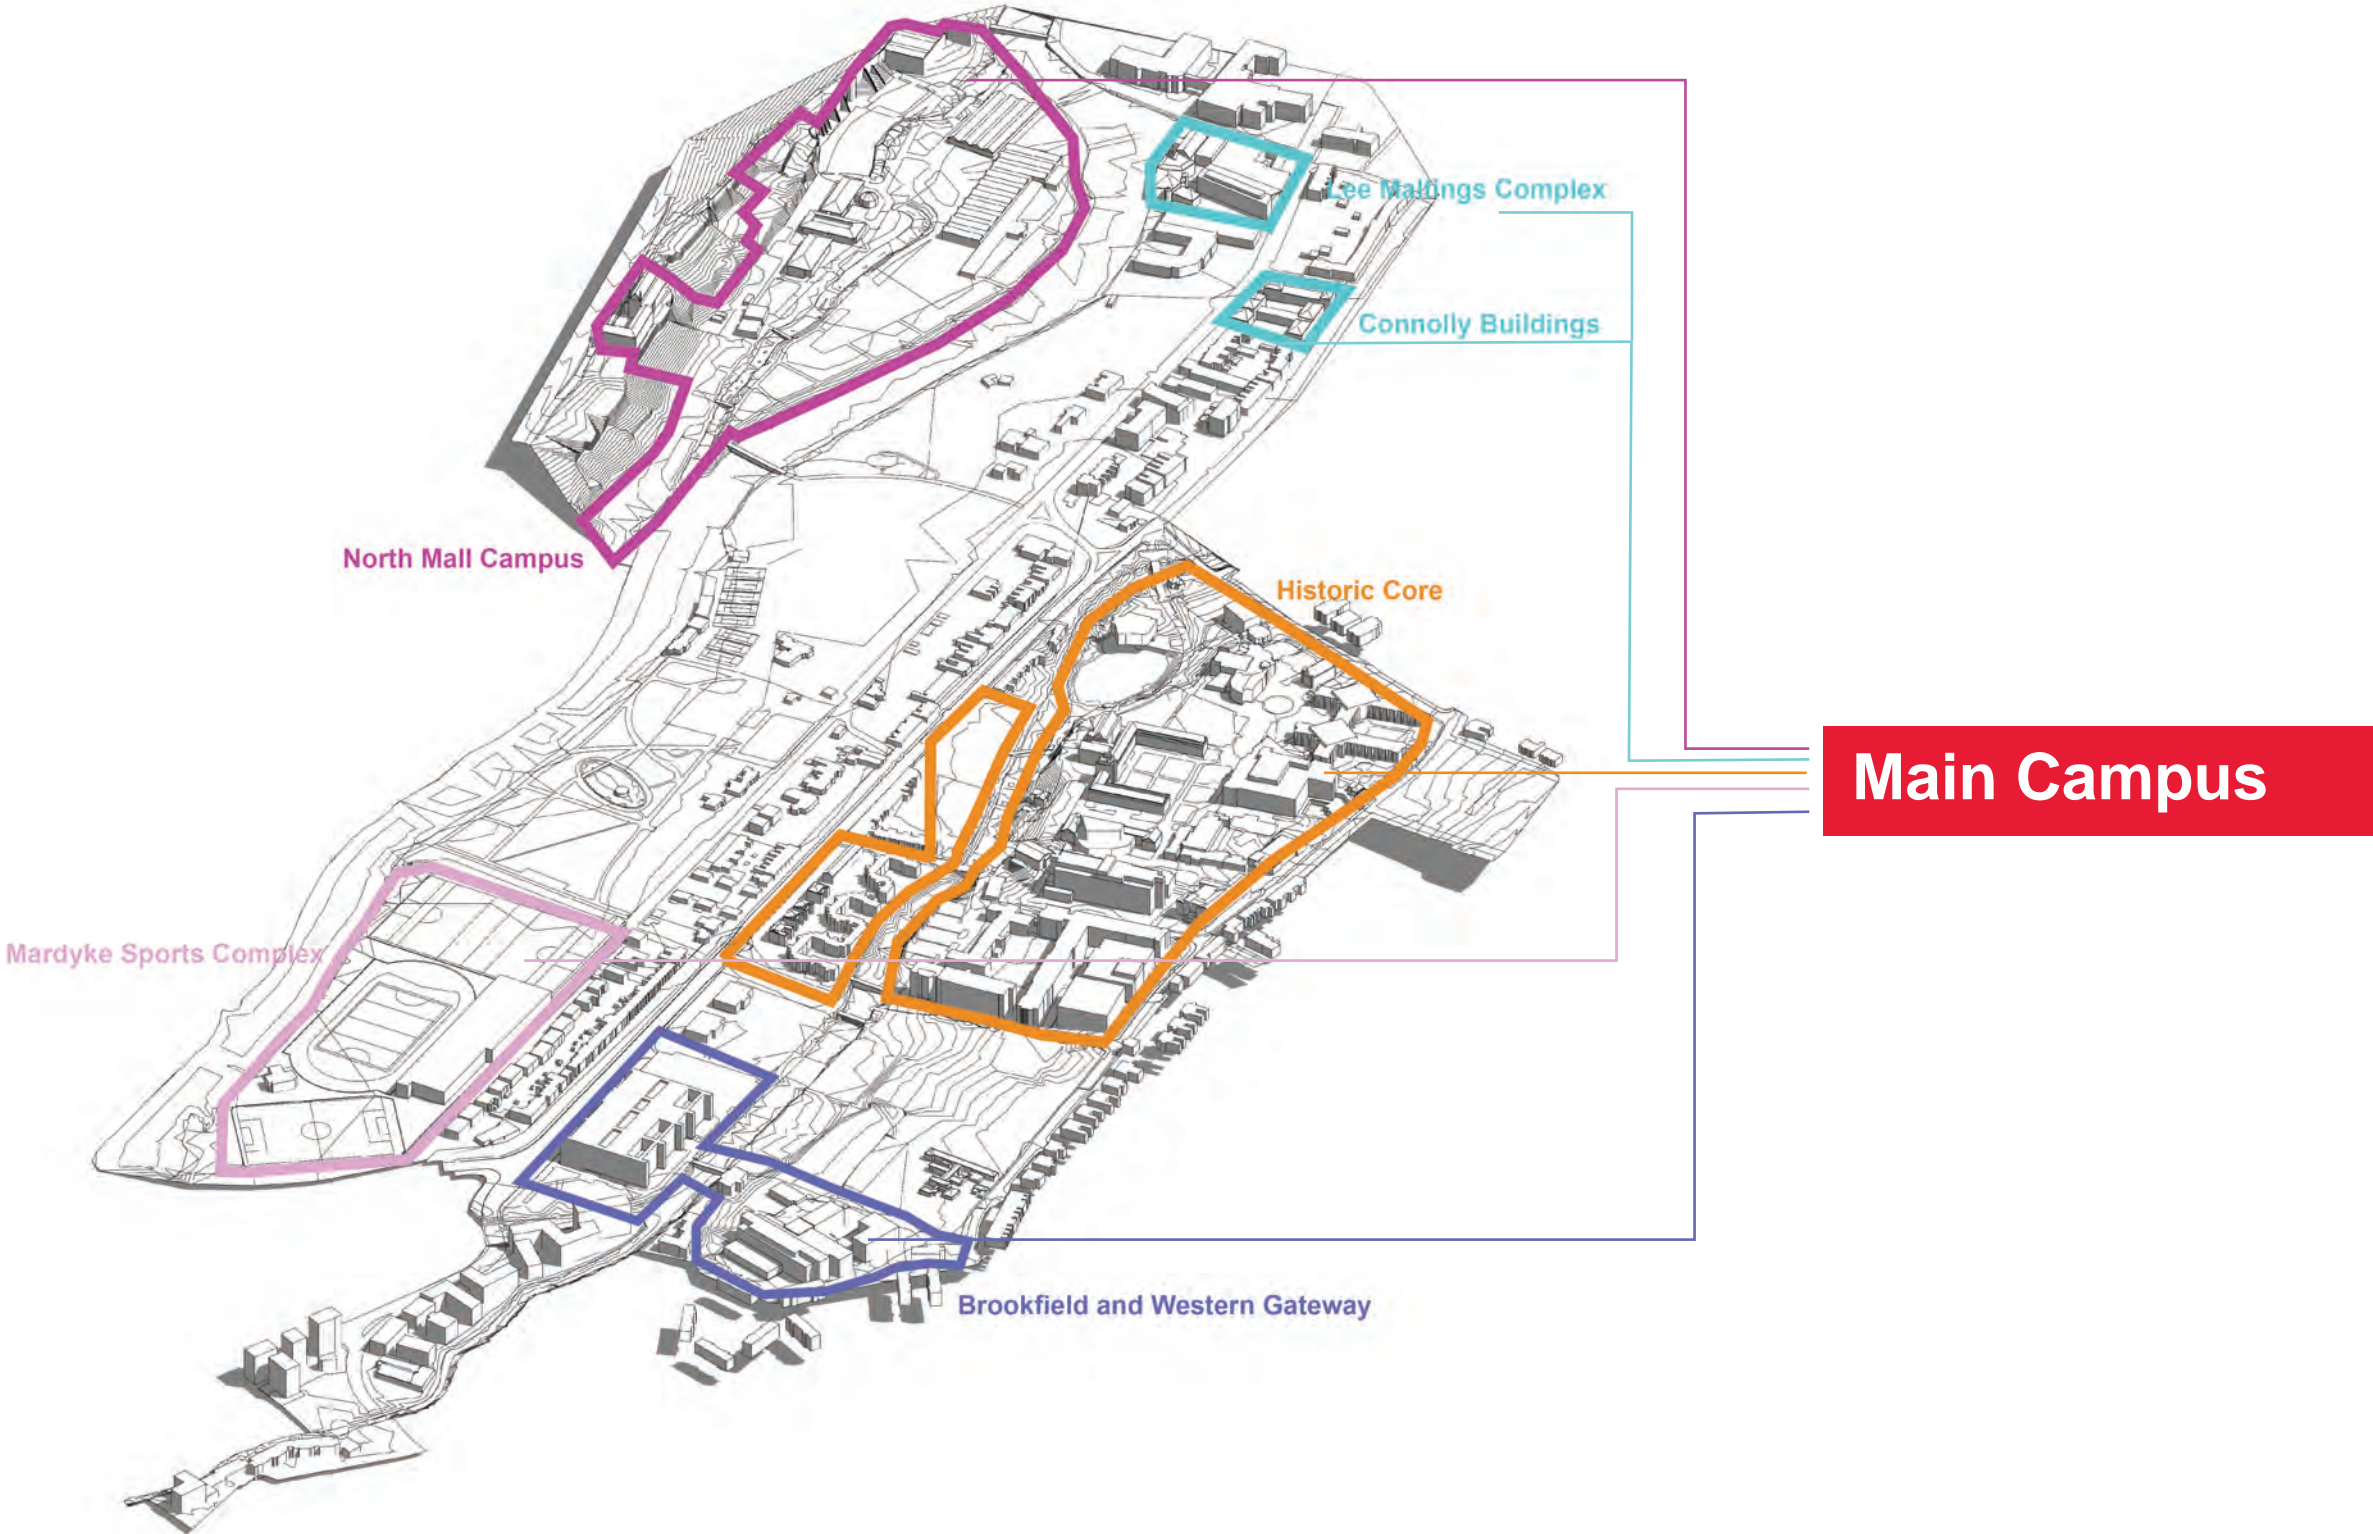 Lee Maltings Complex
Connolly Buildings
North Mall Campus
Historic Core
Main Campus
Mardyke Sports Complex
Brookfield and Western Gateway